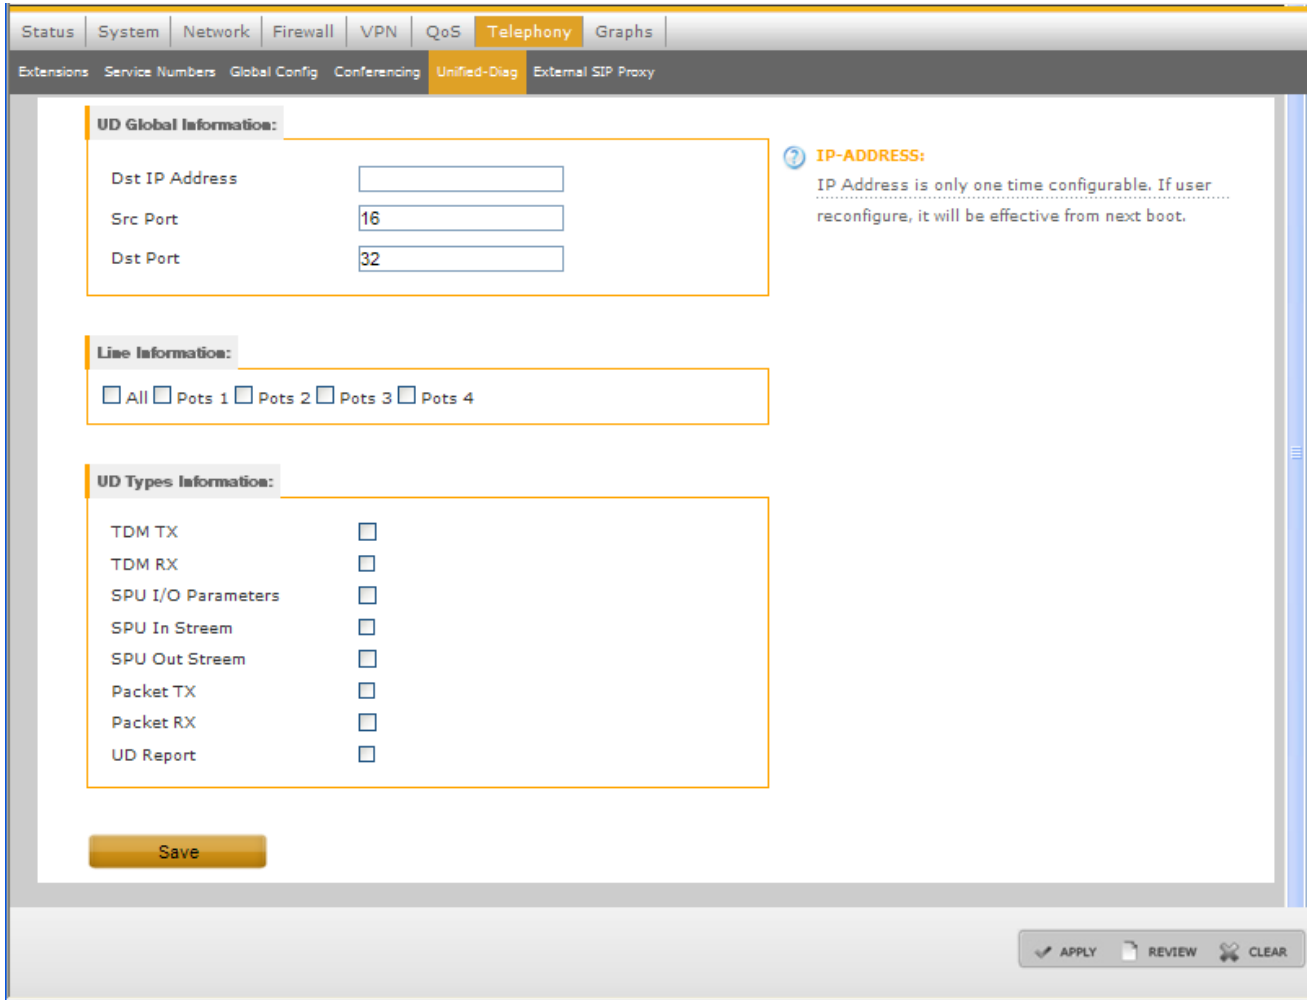 Status System Network Firewall VPN QoS Telephony Graphs
Extensions Service Numbers Global Config Conferencing Unified-Diag External SIP Proxy
UD Global Information:
Dst IP Address
Src Port 16
Dst Port 32
IP-ADDRESS:
IP Address is only one time configurable. If user
reconfigure, it will be effective from next boot.
Line Information:
All Pots 1 Pots 2 Pots 3 Pots 4
UD Types Information:
TDM TX
TDM RX
SPU I/O Parameters
SPU In Streem
SPU Out Streem
Packet TX
Packet RX
UD Report
Save
APPLY REVIEW CLEAR